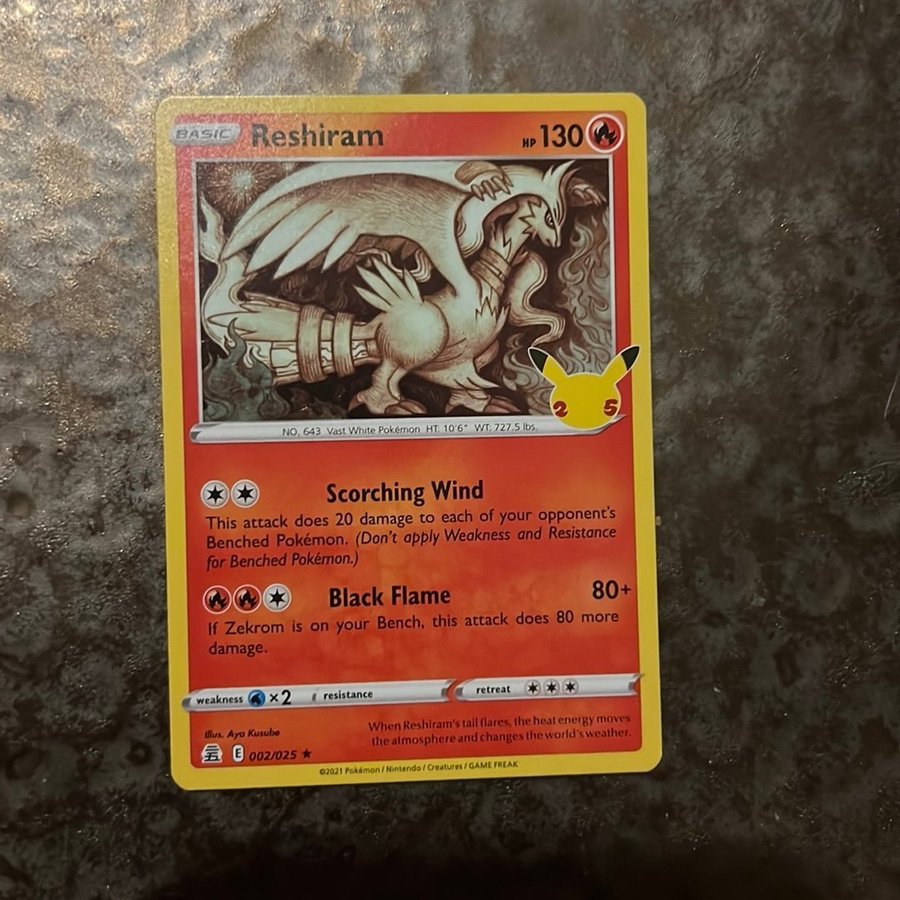 BASIC Reshiram HP 130
25
NO. 643 Vast White Pokémon HT. 10'6" WT. 727.5 lbs.
Scorching Wind
This attack does 20 damage to each of your opponent's
Benched Pokémon. (Don't apply Weakness and Resistance
for Benched Pokémon.)
Black Flame 80+
If Zekrom is on your Bench, this attack does 80 more
damage.
weakness ×2 resistance retreat
Illus. Aya Kusube
When Reshiram's tail flares, the heat energy moves
the atmosphere and changes the world's weather.
E 002/025 ★
©2021 Pokémon / Nintendo / Creatures / GAME FREAK